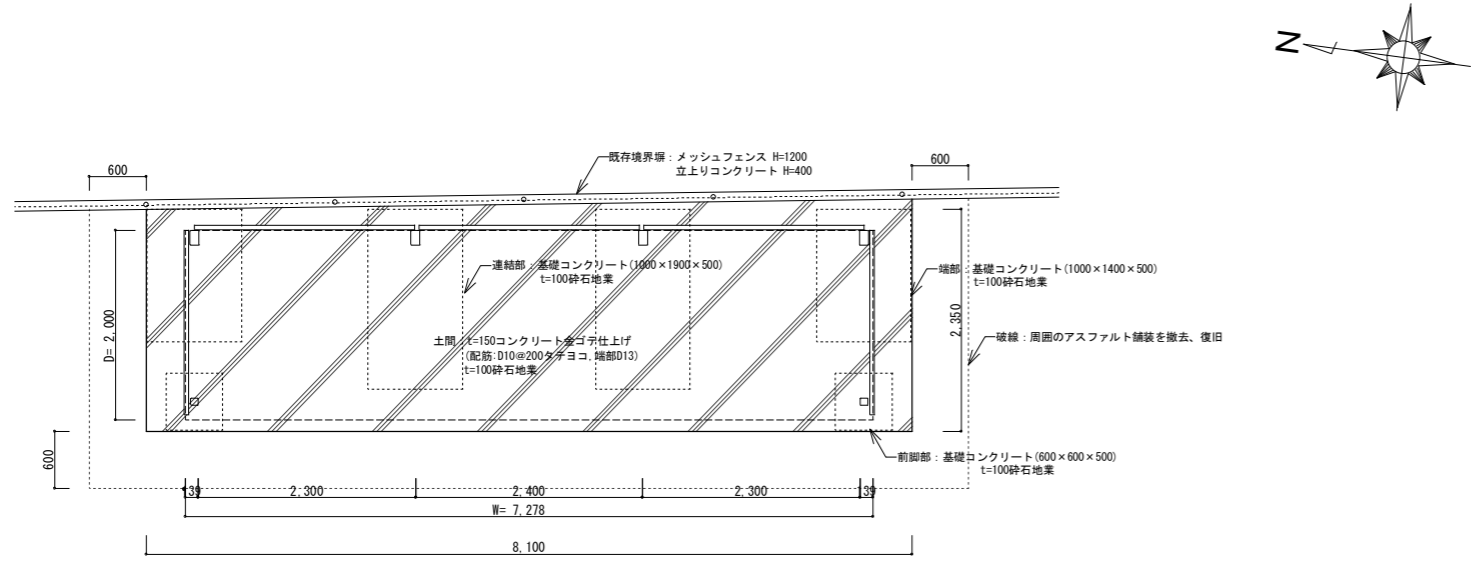 N
600
既存境界塀：メッシュフェンス H=1200
立上りコンクリート H=400
600
連結部：基礎コンクリート(1000×1900×500)
t=100砕石地業
端部：基礎コンクリート(1000×1400×500)
t=100砕石地業
D= 2,000
2,350
土間：t=150コンクリート金ゴテ仕上げ
(配筋:D10@200タテヨコ、端部D13)
t=100砕石地業
破線：周囲のアスファルト舗装を撤去、復旧
600
前脚部：基礎コンクリート(600×600×500)
t=100砕石地業
139
2,300
2,400
2,300
139
W= 7,278
8,100